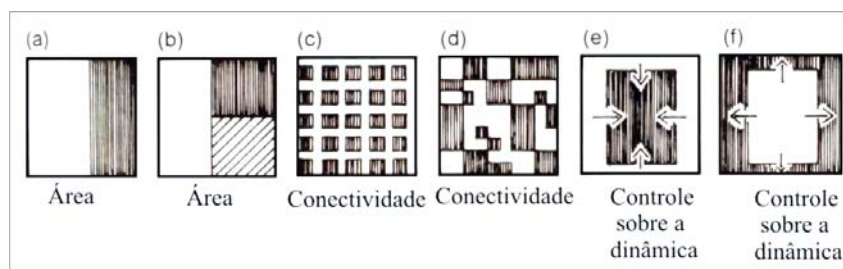 (a) (b) (c) (d) (e) (f)
Área Área Conectividade Conectividade Controle sobre a dinâmica Controle sobre a dinâmica